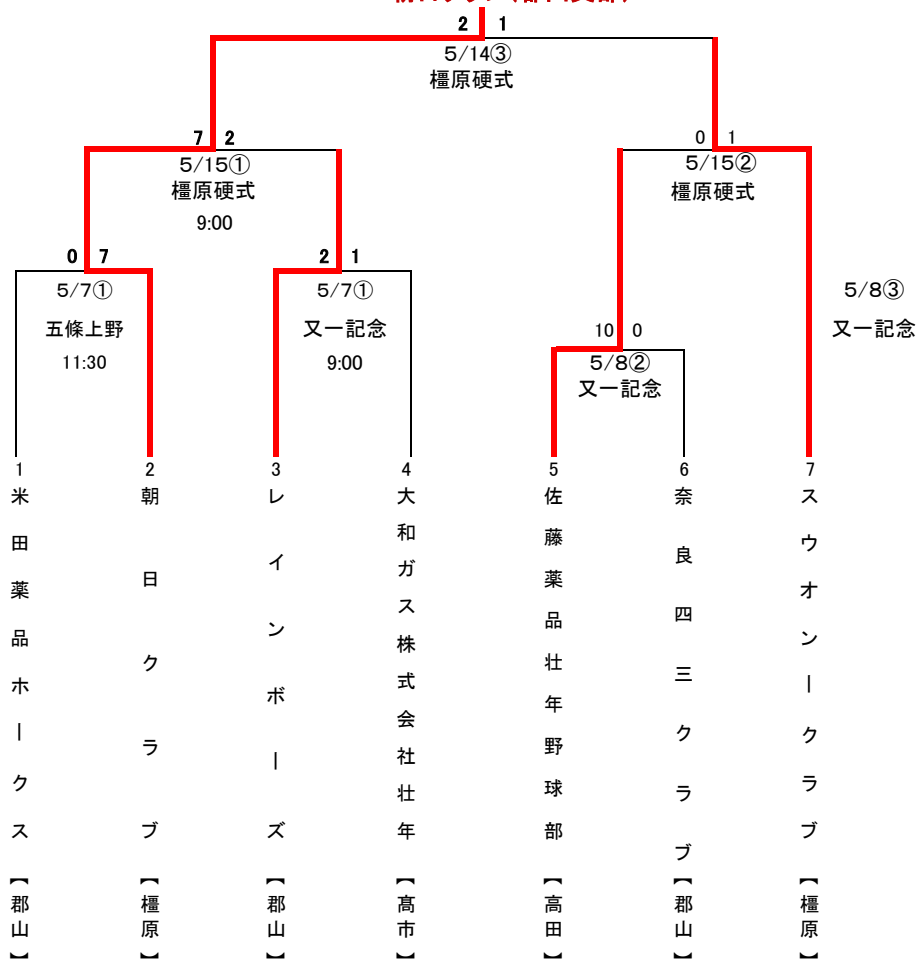 2 1
5/14③
橿原硬式
7 2
5/15①
橿原硬式
9:00
0 1
5/15②
橿原硬式
0 7
5/7①
五條上野
11:30
2 1
5/7①
又一記念
9:00
10 0
5/8②
又一記念
5/8③
又一記念
1
米田薬品ホークス
【郡山】
2
朝日クラブ
【橿原】
3
レインボーズ
【郡山】
4
大和ガス株式会社壮年
【髙市】
5
佐藤薬品壮年野球部
【高田】
6
奈良四三クラブ
【郡山】
7
スウオンークラブ
【橿原】